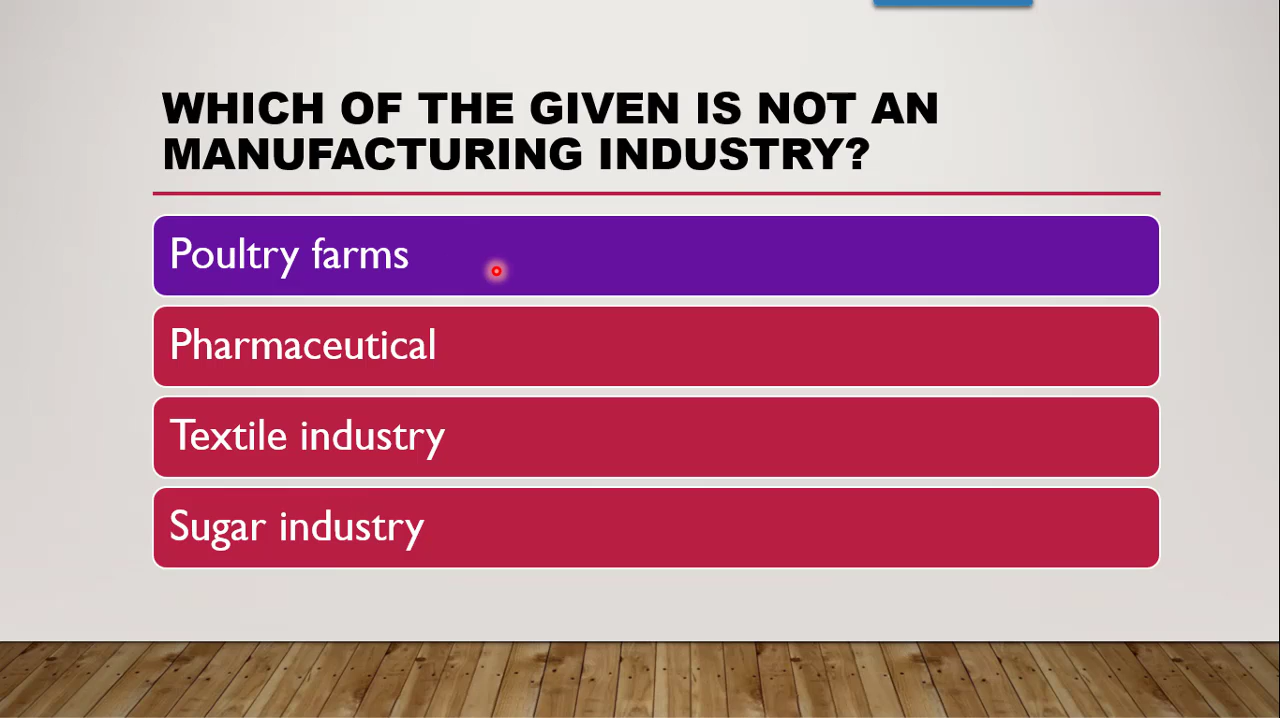 WHICH OF THE GIVEN IS NOT AN
MANUFACTURING INDUSTRY?
Poultry farms
Pharmaceutical
Textile industry
Sugar industry